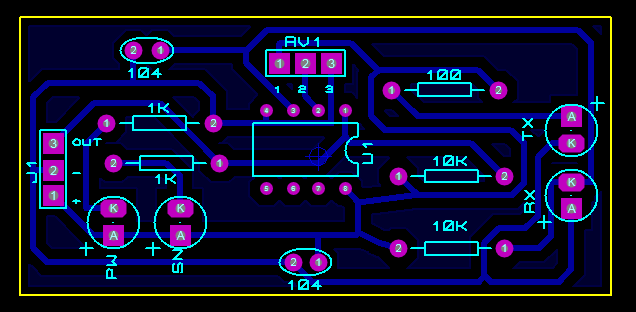 RV1
2 1
104
1 2 3
1 2 3
100
1 2
1K
1 2
4 3 2 1
A
TX
K
3 OUT
J1
2 -
1 +
1K
2 1
U1
10K
1 2
5 6 7 8
K
RX
A
K
A
PW
K
A
SN
10K
1 2
2 1
104